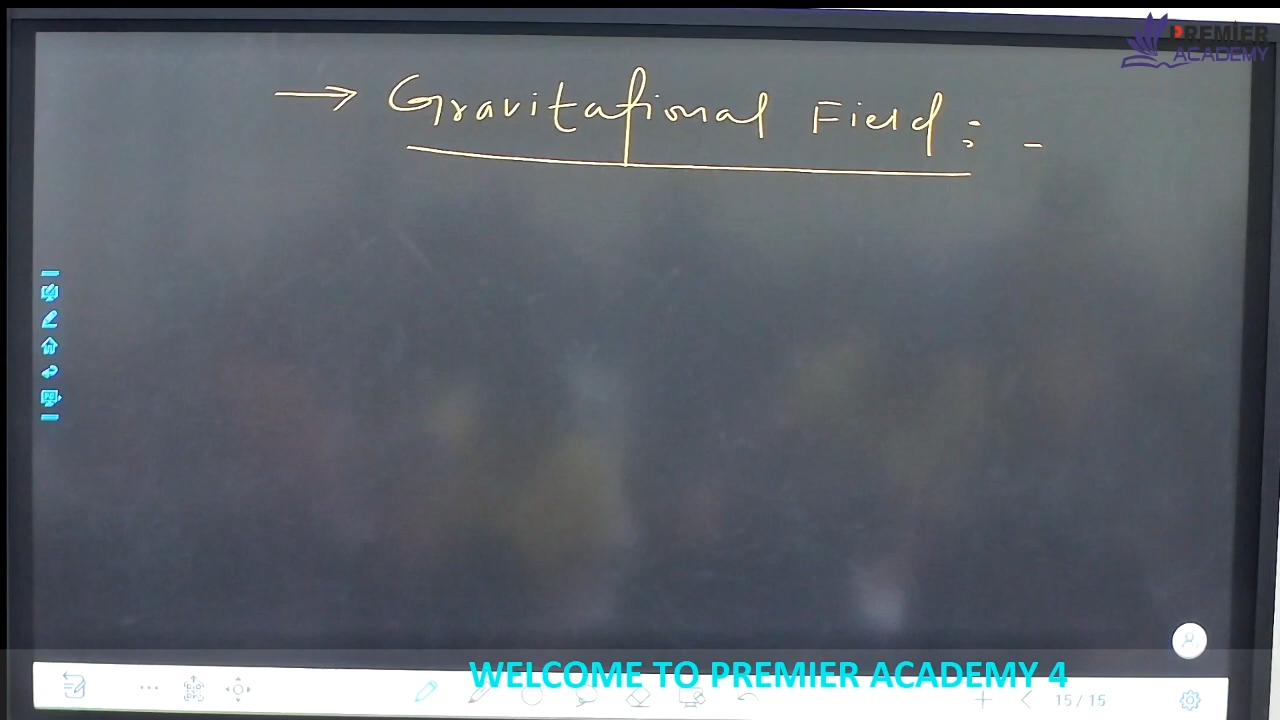 PREMIER
ACADEMY
→ Gravitational Field : -
WELCOME TO PREMIER ACADEMY 4
15/15